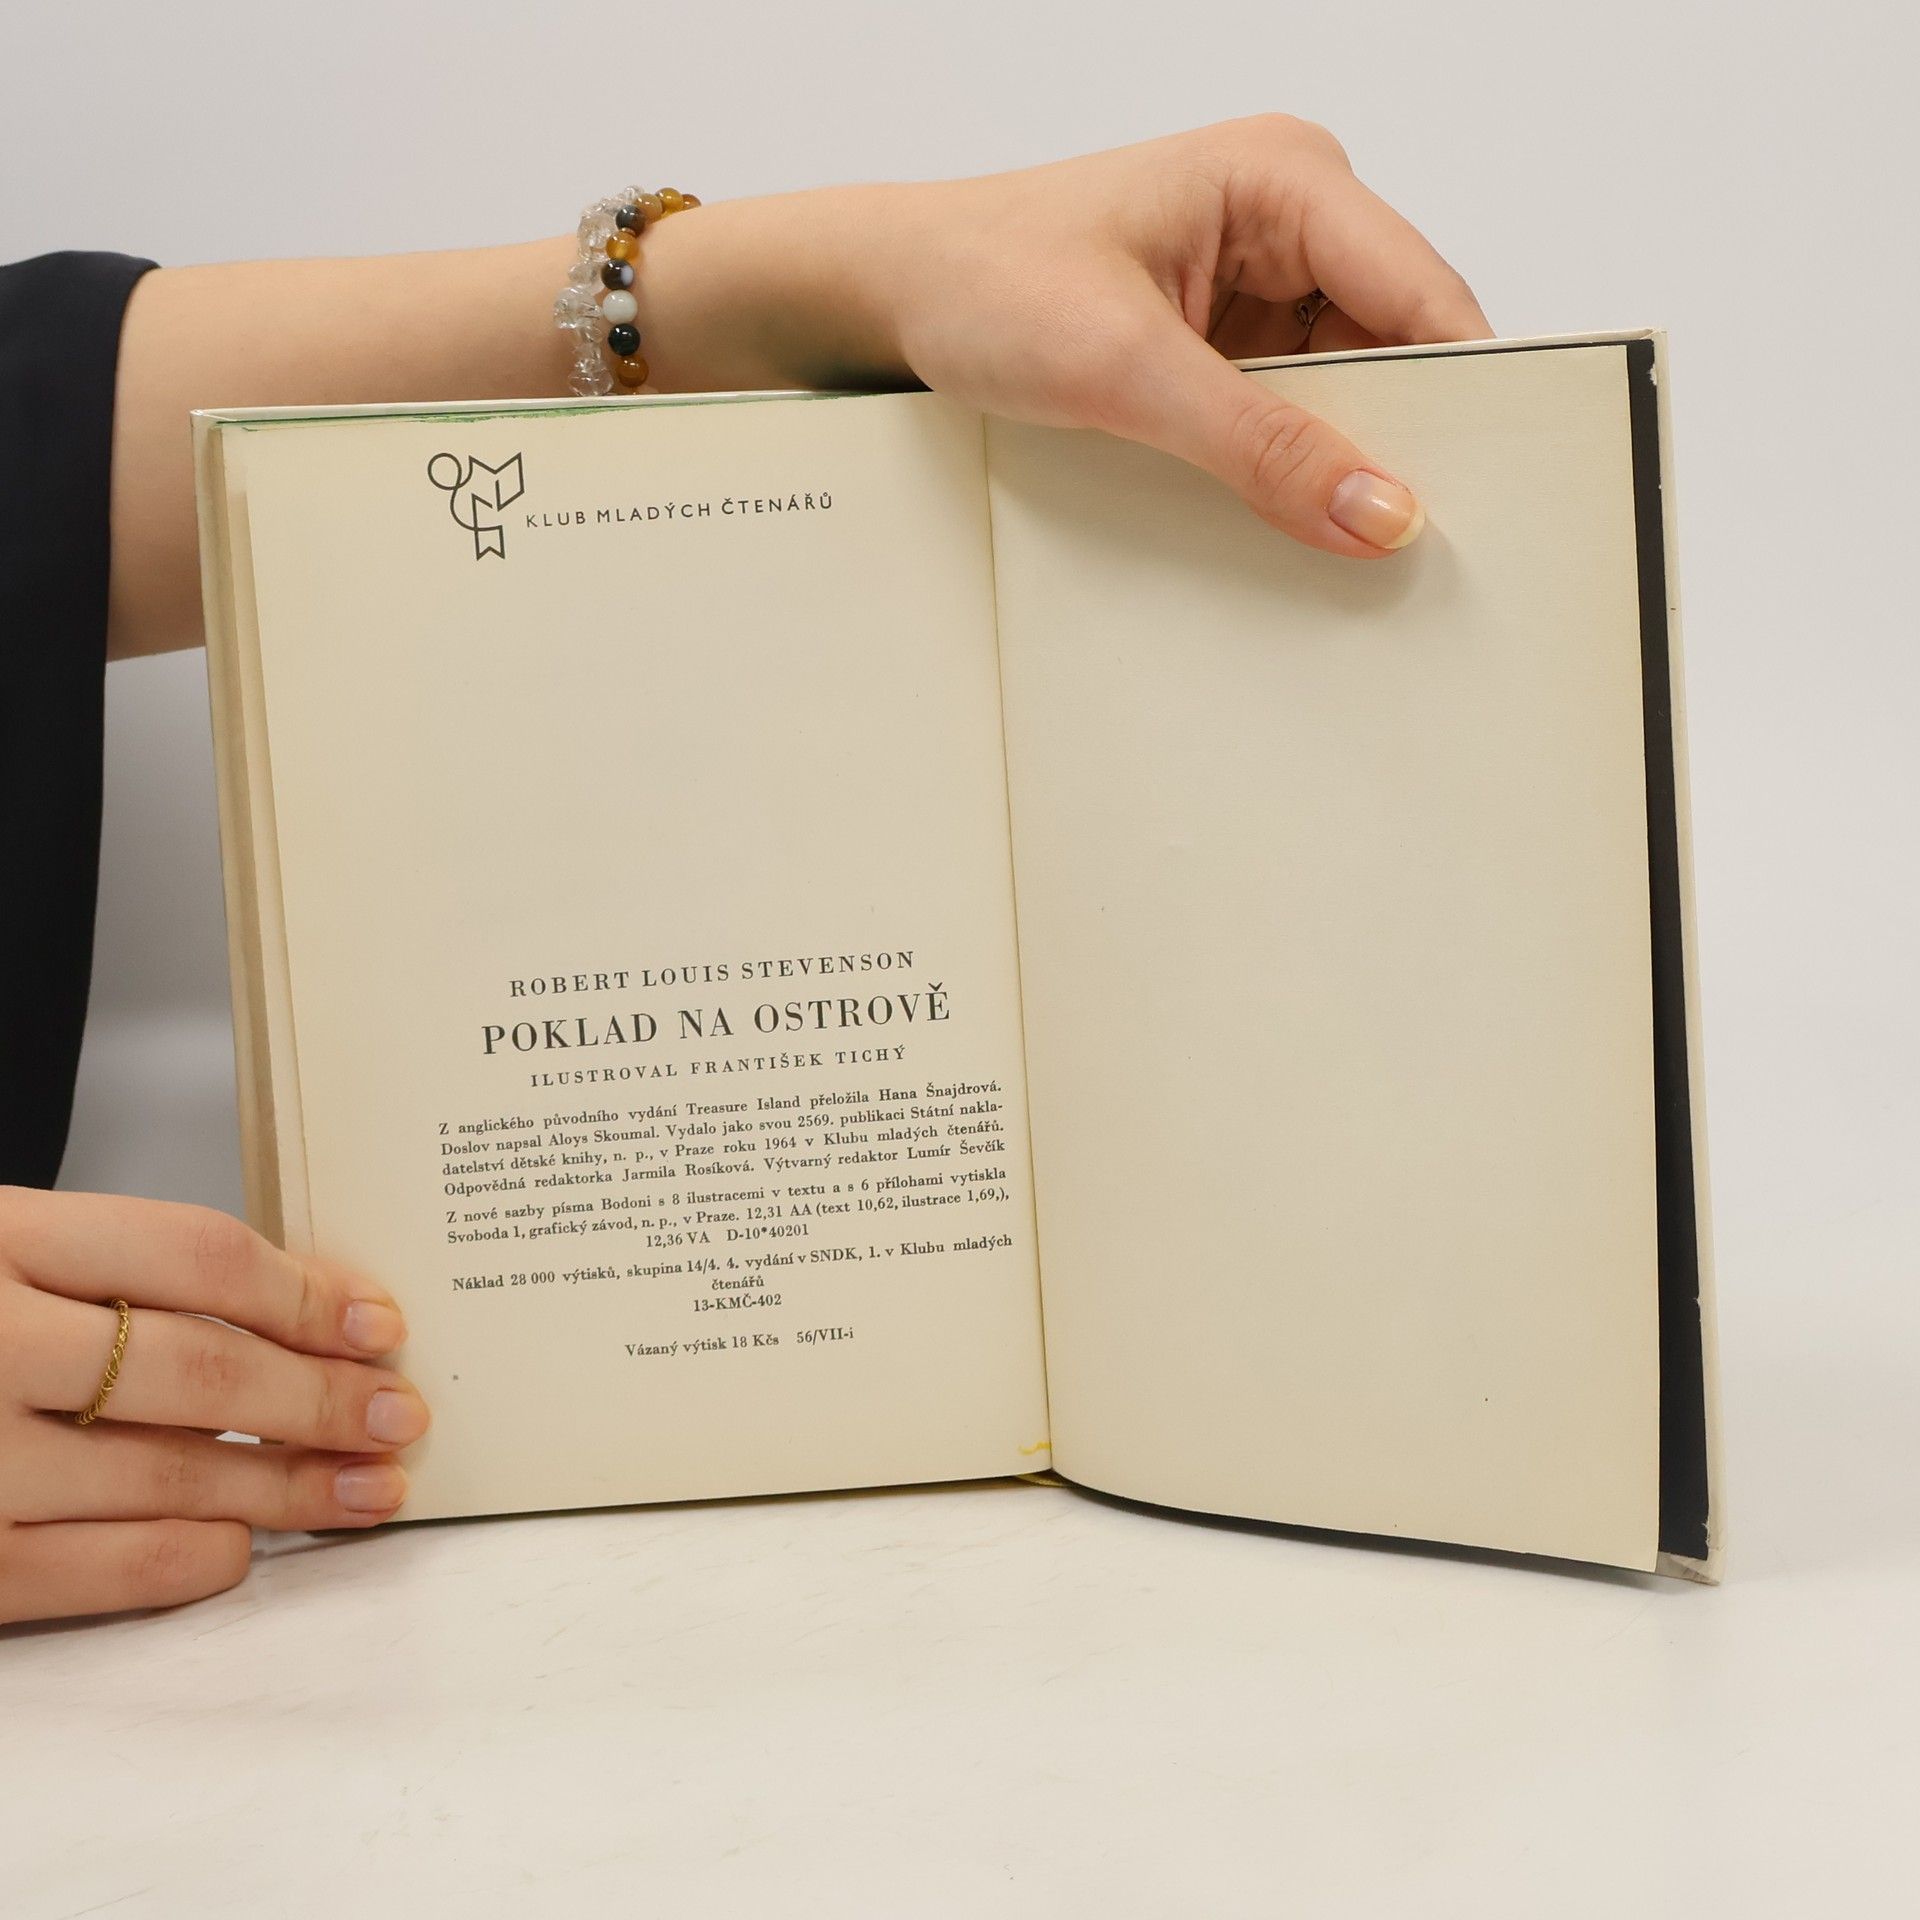 KLUB MLADÝCH ČTENÁŘŮ
ROBERT LOUIS STEVENSON
POKLAD NA OSTROVĚ
ILUSTROVAL FRANTIŠEK TICHÝ
Z anglického původního vydání Treasure Island přeložila Hana Šnajdrová.
Doslov napsal Aloys Skoumal. Vydalo jako svou 2569. publikaci Státní nakla-
datelství dětské knihy, n. p., v Praze roku 1964 v Klubu mladých čtenářů.
Odpovědná redaktorka Jarmila Rosíková. Výtvarný redaktor Lumír Ševčík
Z nové sazby písma Bodoni s 8 ilustracemi v textu a s 6 přílohami vytiskla
Svoboda 1, grafický závod, n. p., v Praze. 12,31 AA (text 10,62, ilustrace 1,69,),
12,36 VA D-10*40201
Náklad 28 000 výtisků, skupina 14/4. 4. vydání v SNDK, 1. v Klubu mladých
čtenářů
13-KMČ-402
Vázaný výtisk 18 Kčs 56/VII-i